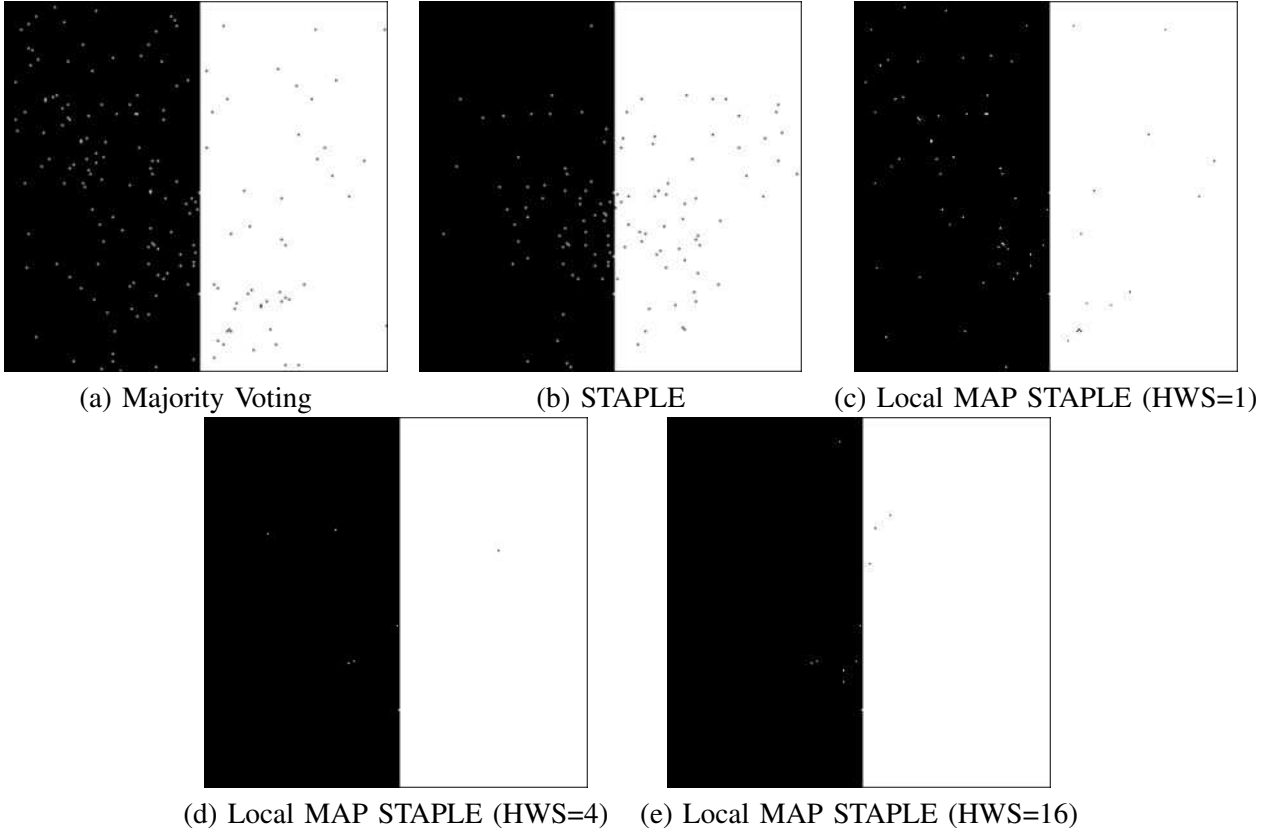 (a) Majority Voting
(b) STAPLE
(c) Local MAP STAPLE (HWS=1)
(d) Local MAP STAPLE (HWS=4)
(e) Local MAP STAPLE (HWS=16)